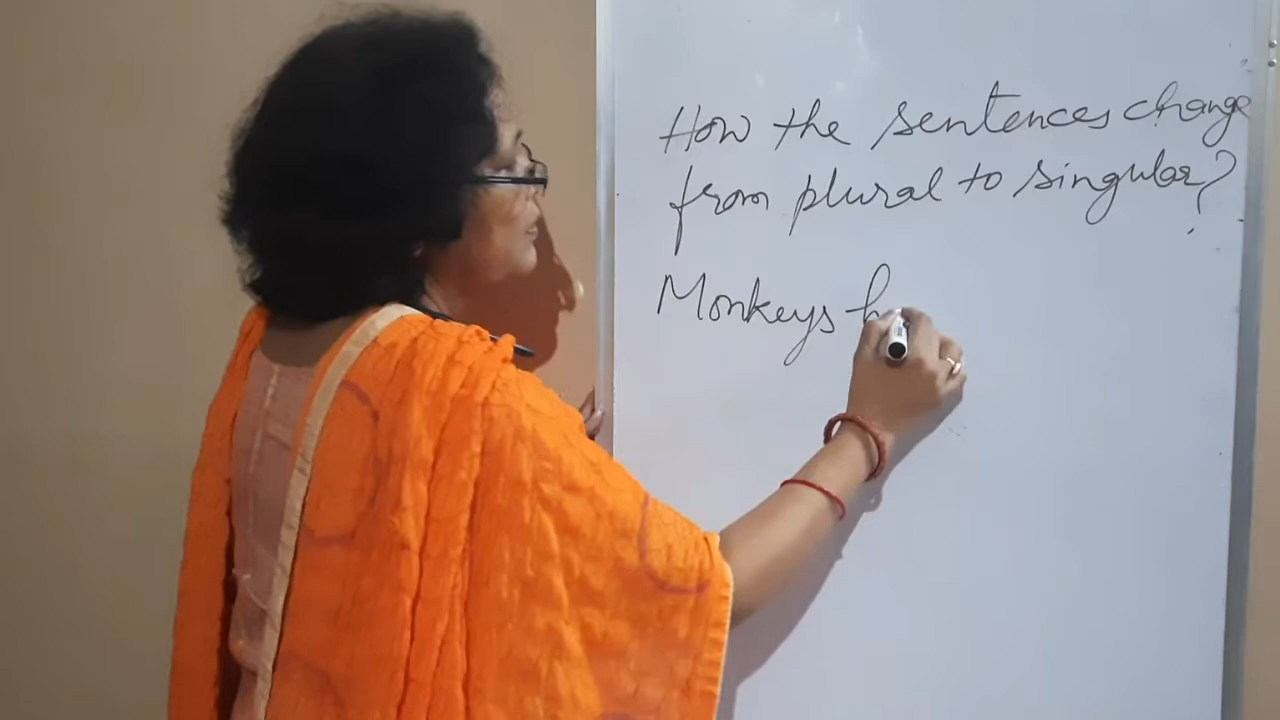 How the sentences change
from plural to singular?
Monkeys h